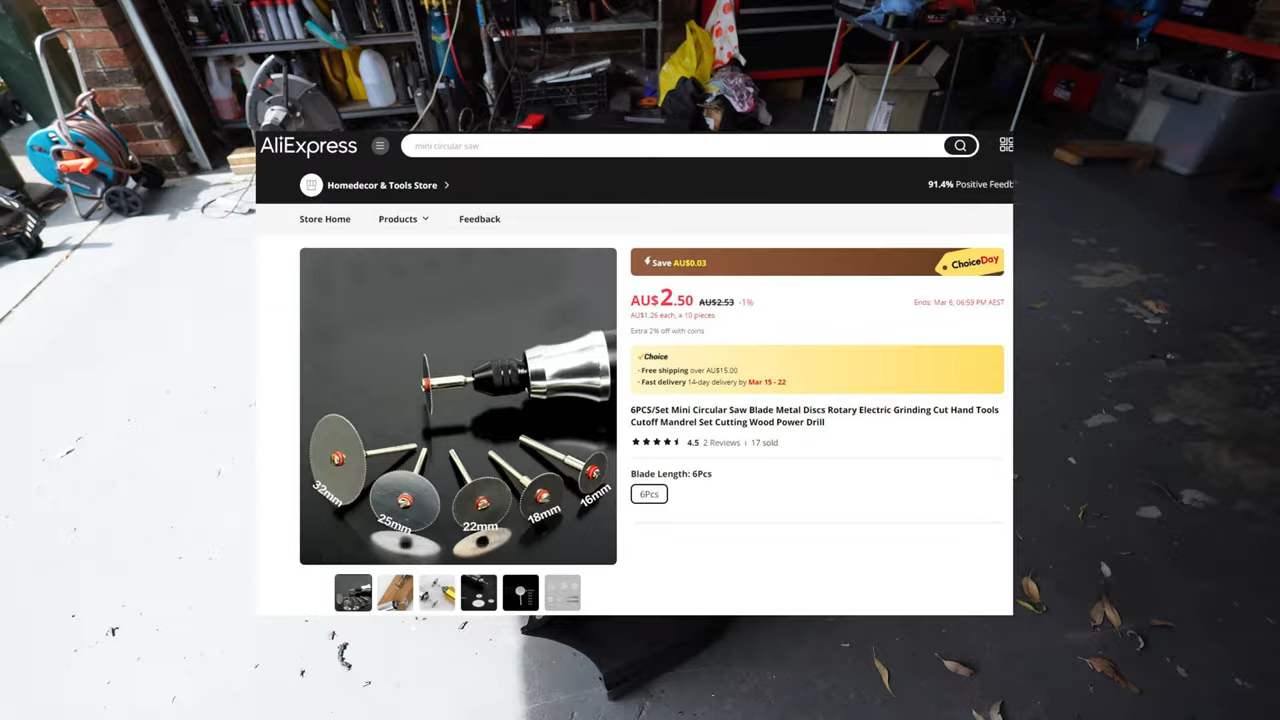 AliExpress
mini circular saw
Homedecor & Tools Store
91.4% Positive Feedb
Store Home
Products
Feedback
Save AU$0.03
ChoiceDay
AU$2.50 AU$2.53 -1%
Ends: Mar 6, 06:59 PM AEST
AU$1.26 each, ≥ 10 pieces
Extra 2% off with coins
✓Choice
· Free shipping over AU$15.00
· Fast delivery 14-day delivery by Mar 15 - 22
6PCS/Set Mini Circular Saw Blade Metal Discs Rotary Electric Grinding Cut Hand Tools
Cutoff Mandrel Set Cutting Wood Power Drill
4.5 2 Reviews 17 sold
Blade Length: 6Pcs
6Pcs
32mm
25mm
22mm
18mm
16mm